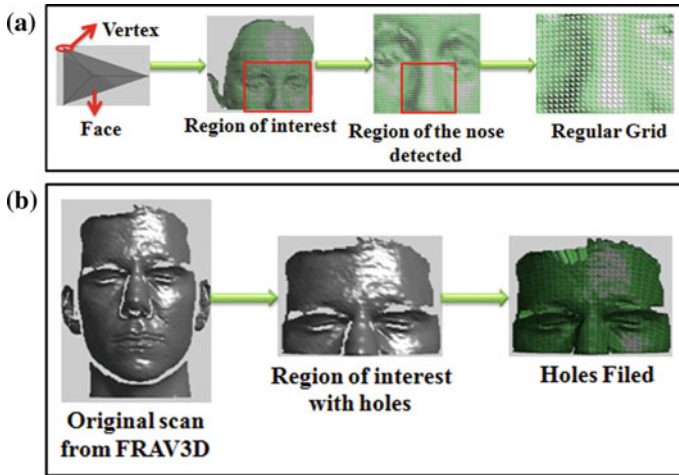 (a)
Vertex
Face
Region of interest
Region of the nose
detected
Regular Grid
(b)
Original scan
from FRAV3D
Region of interest
with holes
Holes Filed